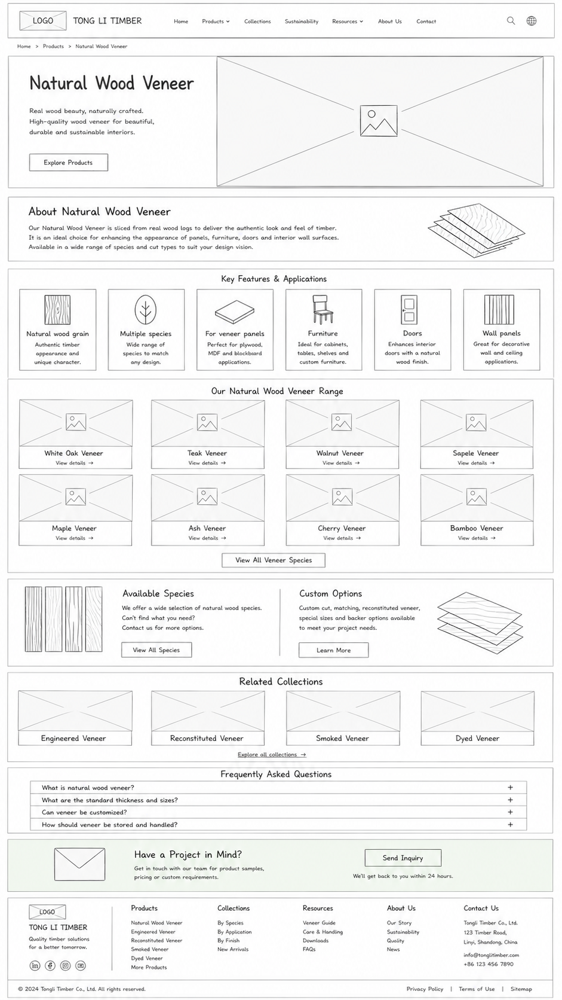 LOGO TONG LI TIMBER Home Products Collections Sustainability Resources About Us Contact
Home > Products > Natural Wood Veneer
Natural Wood Veneer
Real wood beauty, naturally crafted.
High-quality wood veneer for beautiful,
durable and sustainable interiors.
Explore Products
About Natural Wood Veneer
Our Natural Wood Veneer is sliced from real wood logs to deliver the authentic look and feel of timber.
It is an ideal choice for enhancing the appearance of panels, furniture, doors and interior wall surfaces.
Available in a wide range of species and cut types to suit your design vision.
Key Features & Applications
Natural wood grain
Authentic timber
appearance and
unique character.
Multiple species
Wide range of
species to match
any design.
For veneer panels
Perfect for plywood,
MDF and blockboard
applications.
Furniture
Ideal for cabinets,
tables, shelves and
custom furniture.
Doors
Enhances interior
doors with a natural
wood finish.
Wall panels
Great for decorative
wall and ceiling
applications.
Our Natural Wood Veneer Range
White Oak Veneer
View details →
Teak Veneer
View details →
Walnut Veneer
View details →
Sapele Veneer
View details →
Maple Veneer
View details →
Ash Veneer
View details →
Cherry Veneer
View details →
Bamboo Veneer
View details →
View All Veneer Species
Available Species
We offer a wide selection of natural wood species.
Can't find what you need?
Contact us for more options.
View All Species
Custom Options
Custom cut, matching, reconstituted veneer,
special sizes and backer options available
to meet your project needs.
Learn More
Related Collections
Engineered Veneer
Reconstituted Veneer
Smoked Veneer
Dyed Veneer
Explore all collections →
Frequently Asked Questions
What is natural wood veneer? +
What are the standard thickness and sizes? +
Can veneer be customized? +
How should veneer be stored and handled? +
Have a Project in Mind?
Get in touch with our team for product samples,
pricing or custom requirements.
Send Inquiry
We'll get back to you within 24 hours.
LOGO
TONG LI TIMBER
Quality timber solutions
for a better tomorrow.
in f
Products
Natural Wood Veneer
Engineered Veneer
Reconstituted Veneer
Smoked Veneer
Dyed Veneer
More Products
Collections
By Species
By Application
By Finish
New Arrivals
Resources
Veneer Guide
Care & Handling
Downloads
FAQs
About Us
Our Story
Sustainability
Quality
News
Contact Us
Tongli Timber Co., Ltd.
123 Timber Road,
Linyi, Shandong, China
info@tonglitimber.com
+86 123 456 7890
© 2024 Tongli Timber Co., Ltd. All rights reserved.
Privacy Policy | Terms of Use | Sitemap